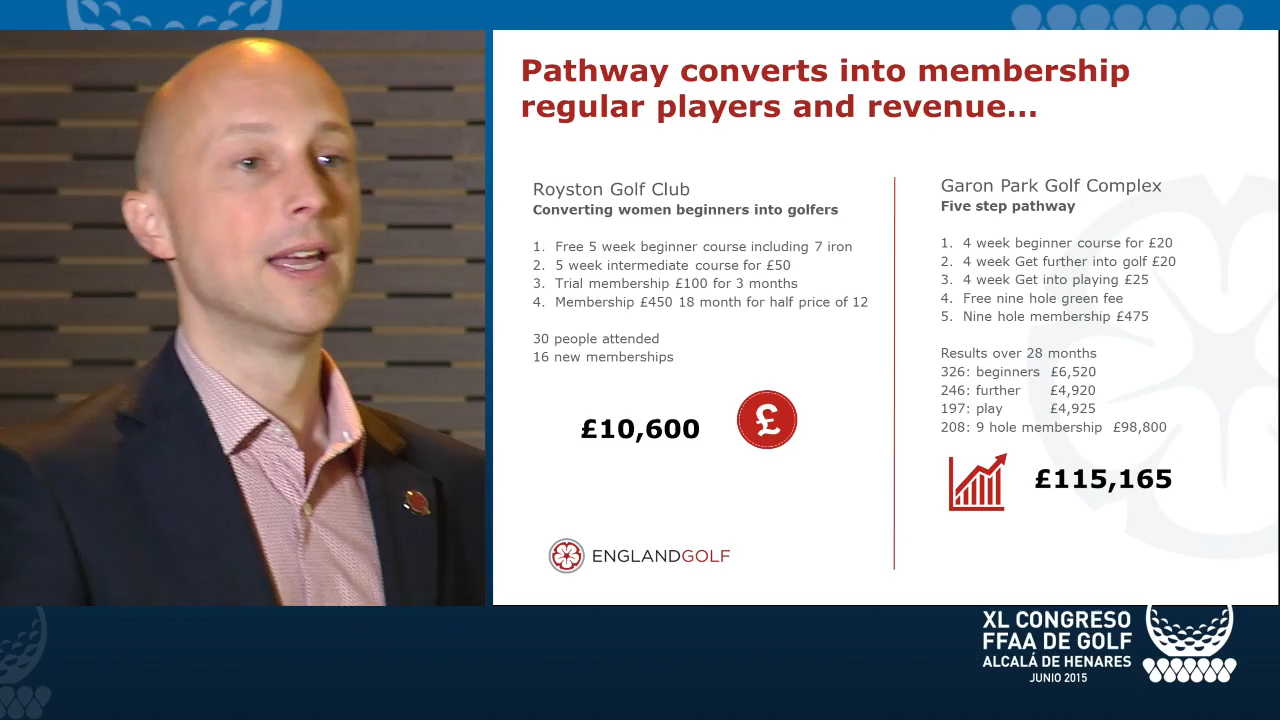 Pathway converts into membership
regular players and revenue...
Royston Golf Club
Converting women beginners into golfers
1. Free 5 week beginner course including 7 iron
2. 5 week intermediate course for £50
3. Trial membership £100 for 3 months
4. Membership £450 18 month for half price of 12
30 people attended
16 new memberships
£10,600
£
ENGLANDGOLF
Garon Park Golf Complex
Five step pathway
1. 4 week beginner course for £20
2. 4 week Get further into golf £20
3. 4 week Get into playing £25
4. Free nine hole green fee
5. Nine hole membership £475
Results over 28 months
326: beginners £6,520
246: further £4,920
197: play £4,925
208: 9 hole membership £98,800
£115,165
XL CONGRESO
FFAA DE GOLF
ALCALÁ DE HENARES
JUNIO 2015